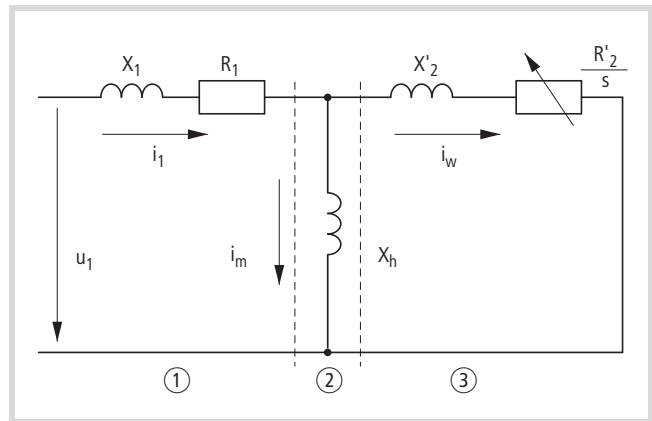 X1 R1 X'2 R'2
s
i1 iw
u1 im Xh
① ② ③